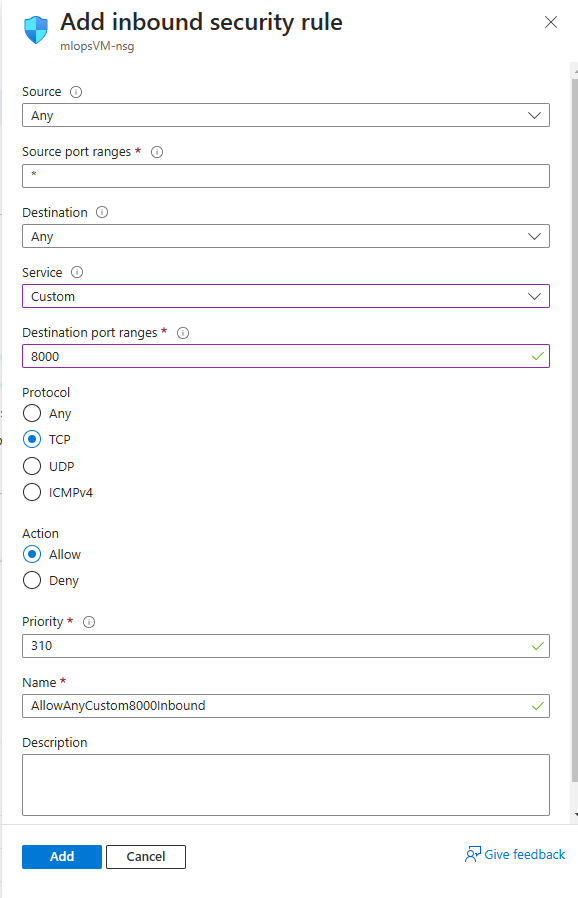 Add inbound security rule
mlopsVM-nsg
Source
Any
Source port ranges *
*
Destination
Any
Service
Custom
Destination port ranges *
8000
Protocol
Any
TCP
UDP
ICMPv4
Action
Allow
Deny
Priority *
310
Name *
AllowAnyCustom8000Inbound
Description
Add Cancel Give feedback